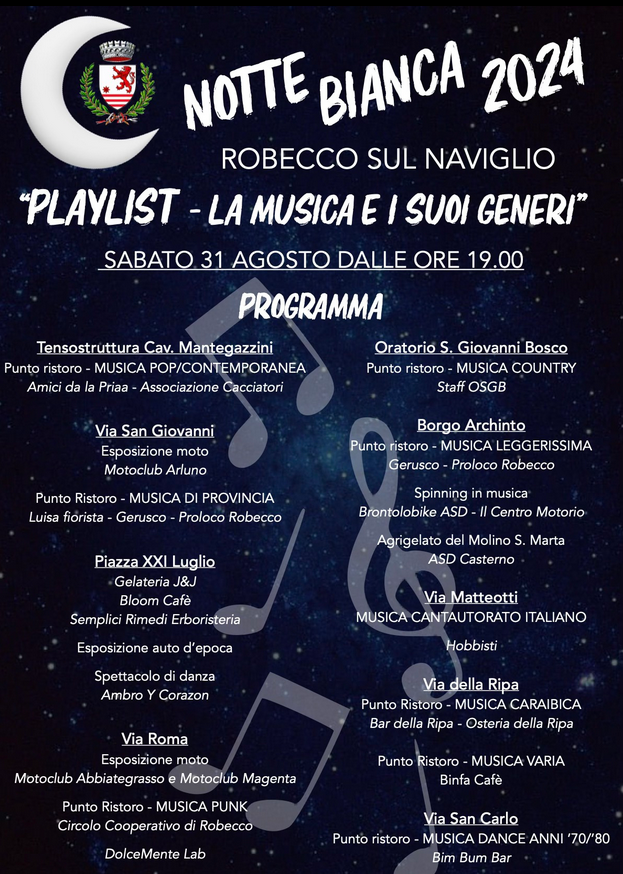 NOTTE BIANCA 2024
ROBECCO SUL NAVIGLIO
“PLAYLIST - LA MUSICA E I SUOI GENERI”
SABATO 31 AGOSTO DALLE ORE 19.00
PROGRAMMA
Tensostruttura Cav. Mantegazzini
Punto ristoro - MUSICA POP/CONTEMPORANEA
Amici da la Priaa - Associazione Cacciatori
Via San Giovanni
Esposizione moto
Motoclub Arluno
Punto Ristoro - MUSICA DI PROVINCIA
Luisa fiorista - Gerusco - Proloco Robecco
Piazza XXI Luglio
Gelateria J&J
Bloom Cafè
Semplici Rimedi Erboristeria
Esposizione auto d’epoca
Spettacolo di danza
Ambro Y Corazon
Via Roma
Esposizione moto
Motoclub Abbiategrasso e Motoclub Magenta
Punto Ristoro - MUSICA PUNK
Circolo Cooperativo di Robecco
DolceMente Lab
Oratorio S. Giovanni Bosco
Punto ristoro - MUSICA COUNTRY
Staff OSGB
Borgo Archinto
Punto ristoro - MUSICA LEGGERISSIMA
Gerusco - Proloco Robecco
Spinning in musica
Brontolobike ASD - Il Centro Motorio
Agrigelato del Molino S. Marta
ASD Casterno
Via Matteotti
MUSICA CANTAUTORATO ITALIANO
Hobbisti
Via della Ripa
Punto Ristoro - MUSICA CARAIBICA
Bar della Ripa - Osteria della Ripa
Punto Ristoro - MUSICA VARIA
Binfa Cafè
Via San Carlo
Punto ristoro - MUSICA DANCE ANNI ’70/’80
Bim Bum Bar